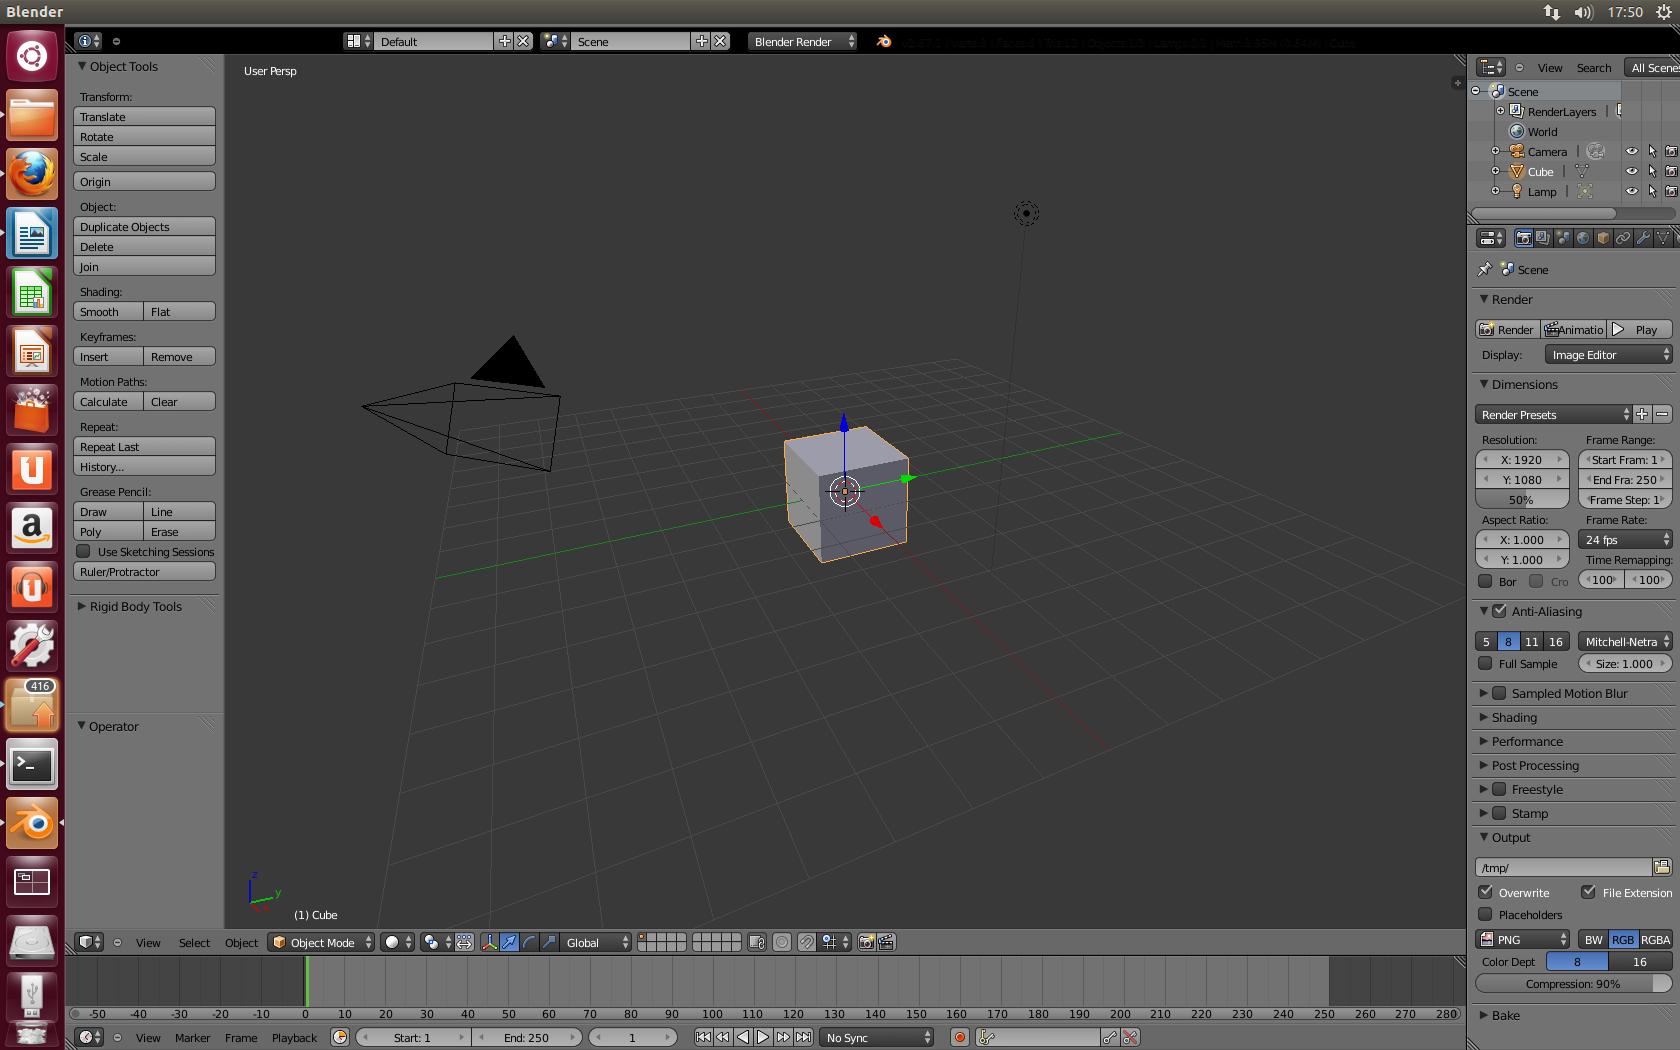 Blender
17:50
Default
Scene
Blender Render
Object Tools
Transform:
Translate
Rotate
Scale
Origin
Object:
Duplicate Objects
Delete
Join
Shading:
Smooth Flat
Keyframes:
Insert Remove
Motion Paths:
Calculate Clear
Repeat:
Repeat Last
History...
Grease Pencil:
Draw Line
Poly Erase
Use Sketching Sessions
Ruler/Protractor
Rigid Body Tools
Operator
416
User Persp
z
y
(1) Cube
View Select Object Object Mode Global
-50 -40 -30 -20 -10 0 10 20 30 40 50 60 70 80 90 100 110 120 130 140 150 160 170 180 190 200 210 220 230 240 250 260 270 280
View Marker Frame Playback Start: 1 End: 250 1 No Sync
View Search All Scene
Scene
RenderLayers
World
Camera
Cube
Lamp
Scene
Render
Render Animatio Play
Display: Image Editor
Dimensions
Render Presets
Resolution: Frame Range:
X: 1920 Start Fram: 1
Y: 1080 End Fra: 250
50% Frame Step: 1
Aspect Ratio: Frame Rate:
X: 1.000 24 fps
Y: 1.000 Time Remapping:
Bor Cro 100 100
Anti-Aliasing
5 8 11 16 Mitchell-Netra
Full Sample Size: 1.000
Sampled Motion Blur
Shading
Performance
Post Processing
Freestyle
Stamp
Output
/tmp/
Overwrite File Extension
Placeholders
PNG BW RGB RGBA
Color Dept 8 16
Compression: 90%
Bake